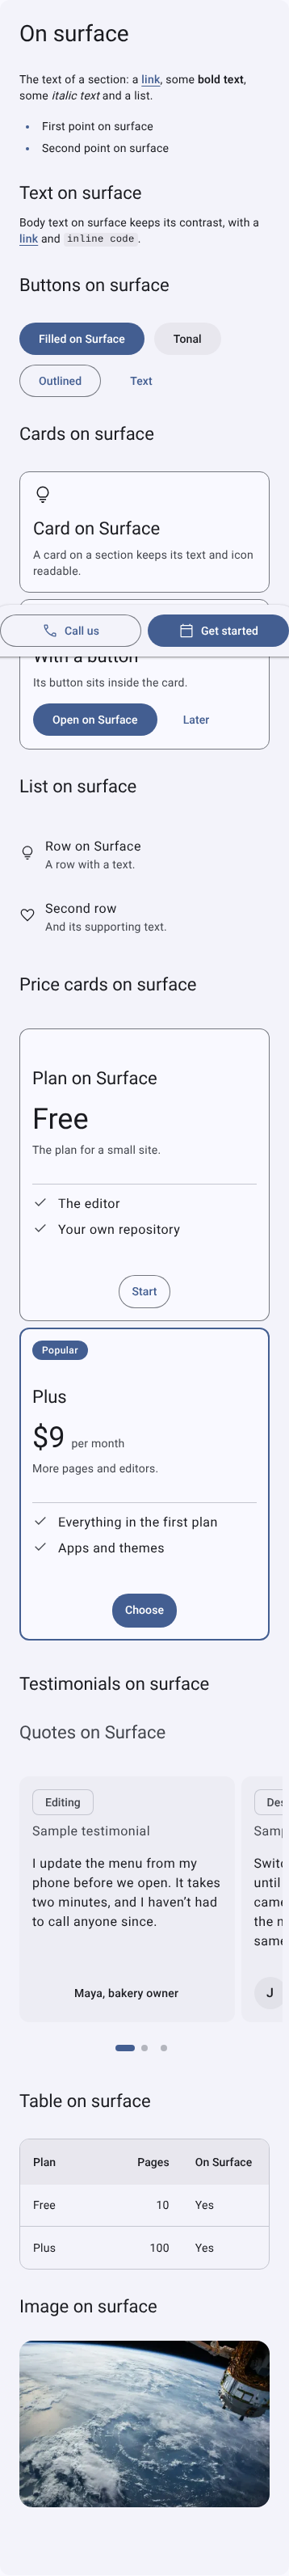 On surface
The text of a section: a link, some bold text,
some italic text and a list.
• First point on surface
• Second point on surface
Text on surface
Body text on surface keeps its contrast, with a
link and inline code.
Buttons on surface
Filled on Surface
Tonal
Outlined
Text
Cards on surface
Card on Surface
A card on a section keeps its text and icon
readable.
Call us
Get started
With a button
Its button sits inside the card.
Open on Surface
Later
List on surface
Row on Surface
A row with a text.
Second row
And its supporting text.
Price cards on surface
Plan on Surface
Free
The plan for a small site.
The editor
Your own repository
Start
Popular
Plus
$9 per month
More pages and editors.
Everything in the first plan
Apps and themes
Choose
Testimonials on surface
Quotes on Surface
Editing
Sample testimonial
I update the menu from my
phone before we open. It takes
two minutes, and I haven't had
to call anyone since.
Maya, bakery owner
until
J
Table on surface
Plan Pages On Surface
Free 10 Yes
Plus 100 Yes
Image on surface